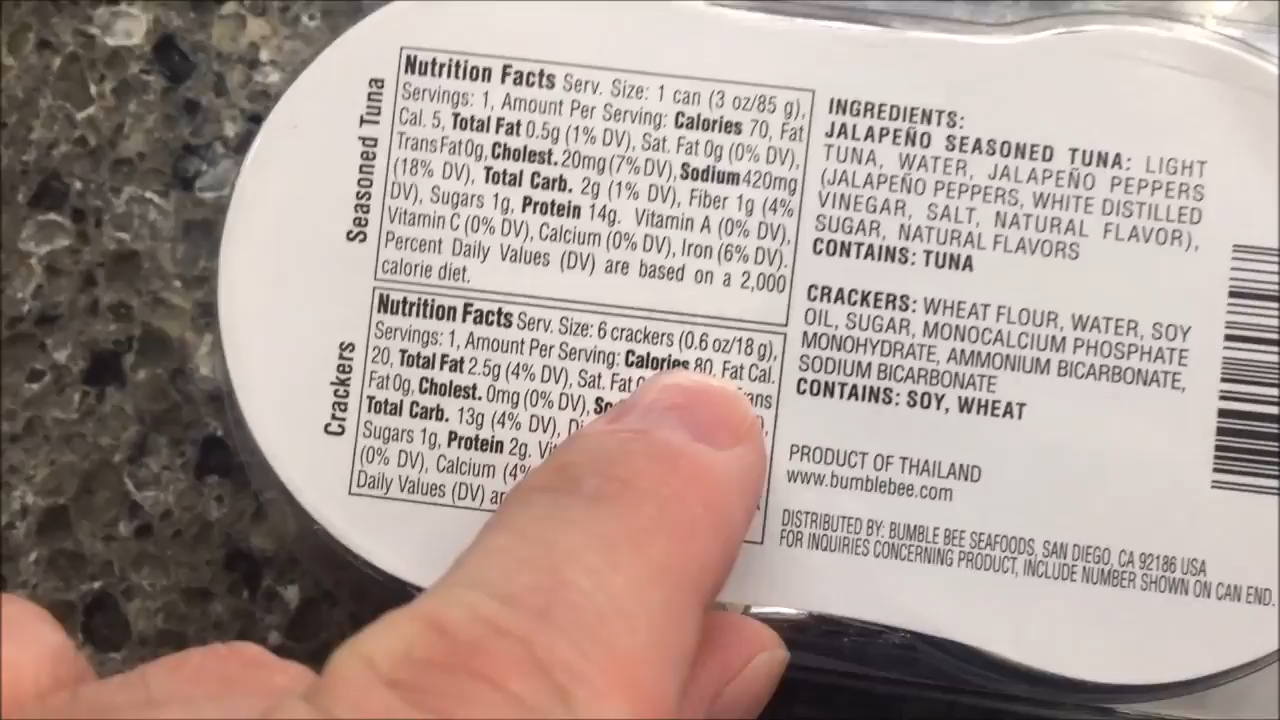 Seasoned Tuna
Nutrition Facts Serv. Size: 1 can (3 oz/85 g),
Servings: 1, Amount Per Serving: Calories 70, Fat
Cal. 5, Total Fat 0.5g (1% DV), Sat. Fat 0g (0% DV),
Trans Fat 0g, Cholest. 20mg (7% DV), Sodium 420mg
(18% DV), Total Carb. 2g (1% DV), Fiber 1g (4%
DV), Sugars 1g, Protein 14g. Vitamin A (0% DV),
Vitamin C (0% DV), Calcium (0% DV), Iron (6% DV).
Percent Daily Values (DV) are based on a 2,000
calorie diet.
Crackers
Nutrition Facts Serv. Size: 6 crackers (0.6 oz/18 g),
Servings: 1, Amount Per Serving: Calories 80, Fat Cal.
20, Total Fat 2.5g (4% DV), Sat. Fat
Fat 0g, Cholest. 0mg (0% DV),
Total Carb. 13g (4% DV),
Sugars 1g, Protein 2g.
(0% DV), Calcium (4%
Daily Values (DV)
INGREDIENTS:
JALAPEÑO SEASONED TUNA: LIGHT
TUNA, WATER, JALAPEÑO PEPPERS
(JALAPEÑO PEPPERS, WHITE DISTILLED
VINEGAR, SALT, NATURAL FLAVOR),
SUGAR, NATURAL FLAVORS
CONTAINS: TUNA
CRACKERS: WHEAT FLOUR, WATER, SOY
OIL, SUGAR, MONOCALCIUM PHOSPHATE
MONOHYDRATE, AMMONIUM BICARBONATE,
SODIUM BICARBONATE
CONTAINS: SOY, WHEAT
PRODUCT OF THAILAND
www.bumblebee.com
DISTRIBUTED BY: BUMBLE BEE SEAFOODS, SAN DIEGO, CA 92186 USA
FOR INQUIRIES CONCERNING PRODUCT, INCLUDE NUMBER SHOWN ON CAN END.